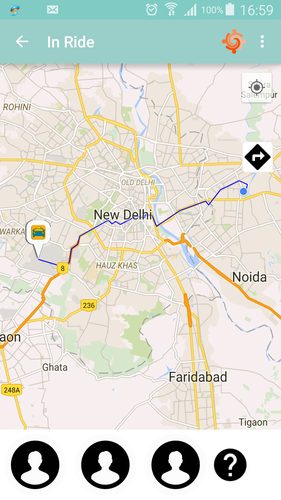 100% 16:59
In Ride
ROHINI
Salampur
OLD DELHI
New Delhi
WARKA
8
HAUZ KHAS
Noida
236
aon
Ghata
Faridabad
248A
Tigaon
?